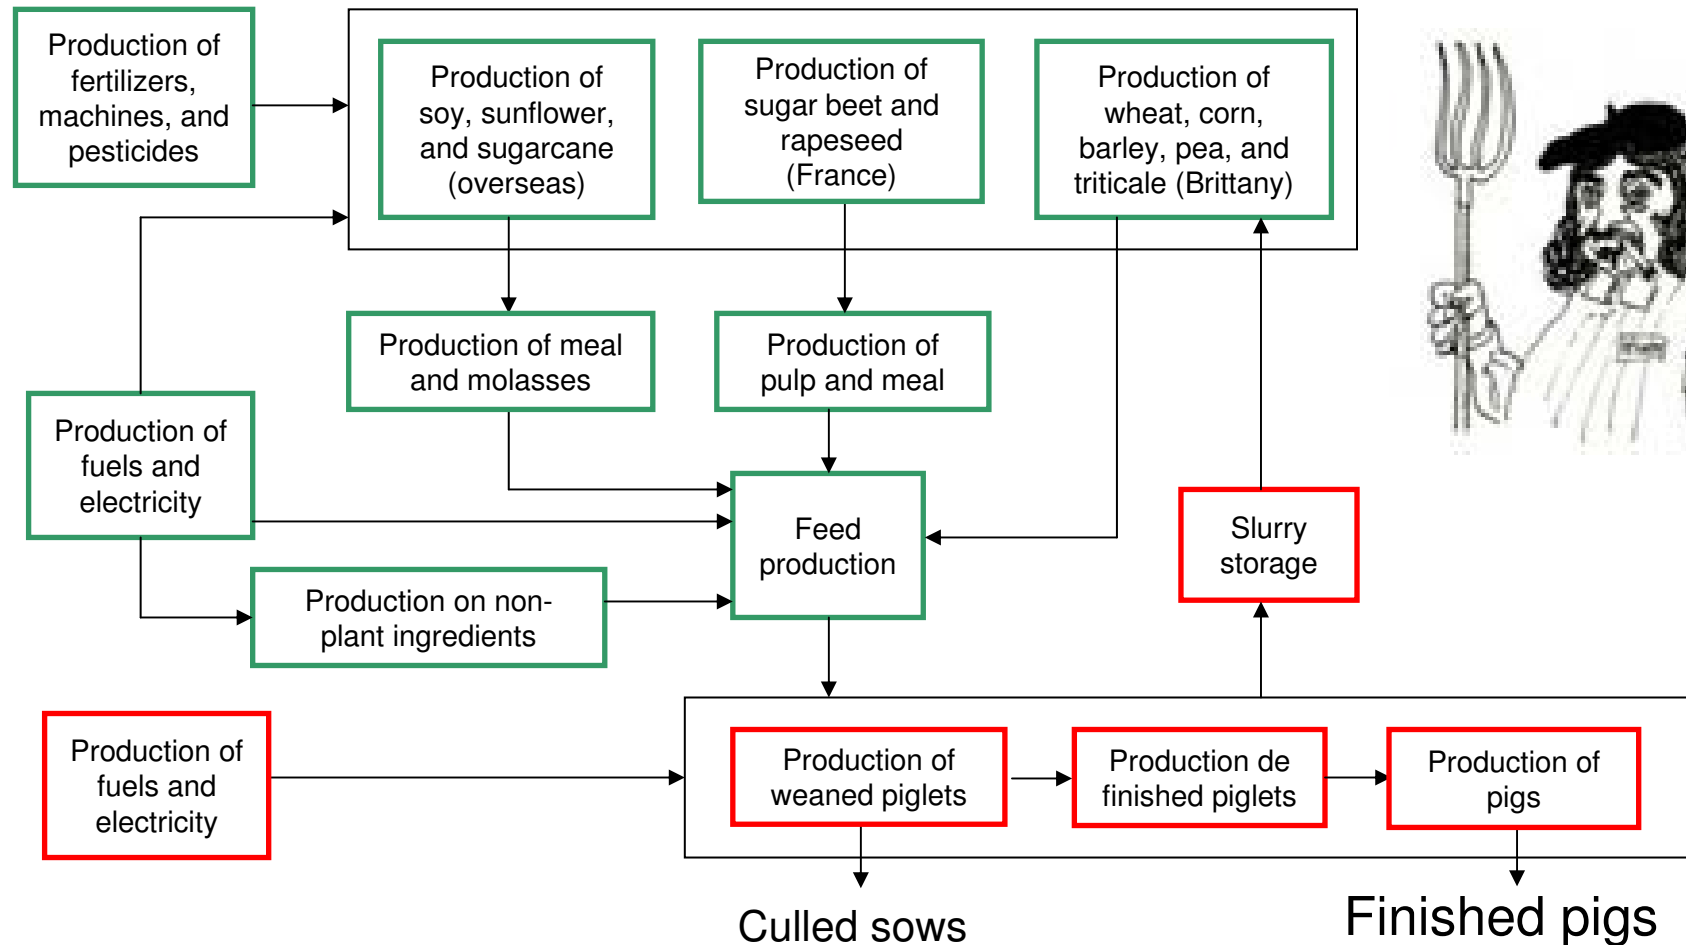 Production of
fertilizers,
machines, and
pesticides
Production of
soy, sunflower,
and sugarcane
(overseas)
Production of
sugar beet and
rapeseed
(France)
Production of
wheat, corn,
barley, pea, and
triticale (Brittany)
Production of meal
and molasses
Production of
pulp and meal
Production of
fuels and
electricity
Feed
production
Slurry
storage
Production on non-
plant ingredients
Production of
fuels and
electricity
Production of
weaned piglets
Production de
finished piglets
Production of
pigs
Culled sows
Finished pigs